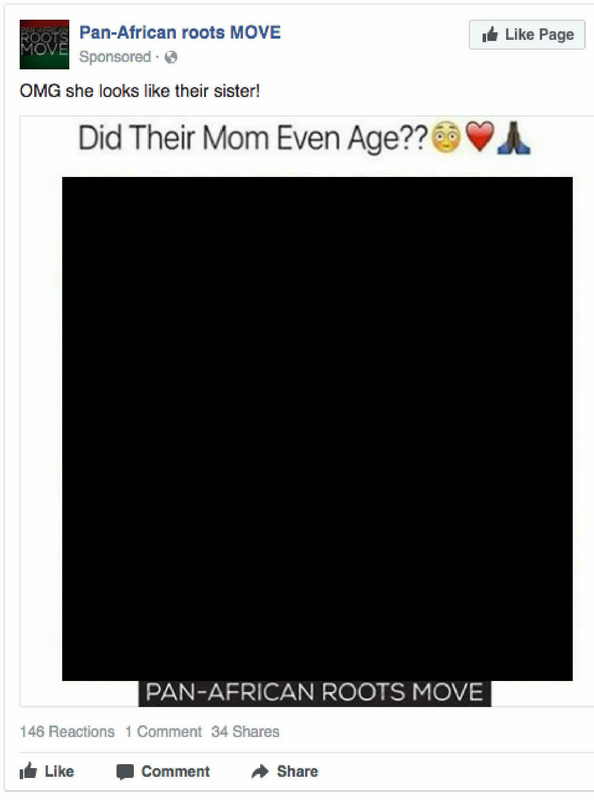 Pan-African roots MOVE
Like Page
Sponsored ·
ROOTS
MOVE
OMG she looks like their sister!
Did Their Mom Even Age??😳❤️🙏🏿
PAN-AFRICAN ROOTS MOVE
146 Reactions 1 Comment 34 Shares
Like Comment Share